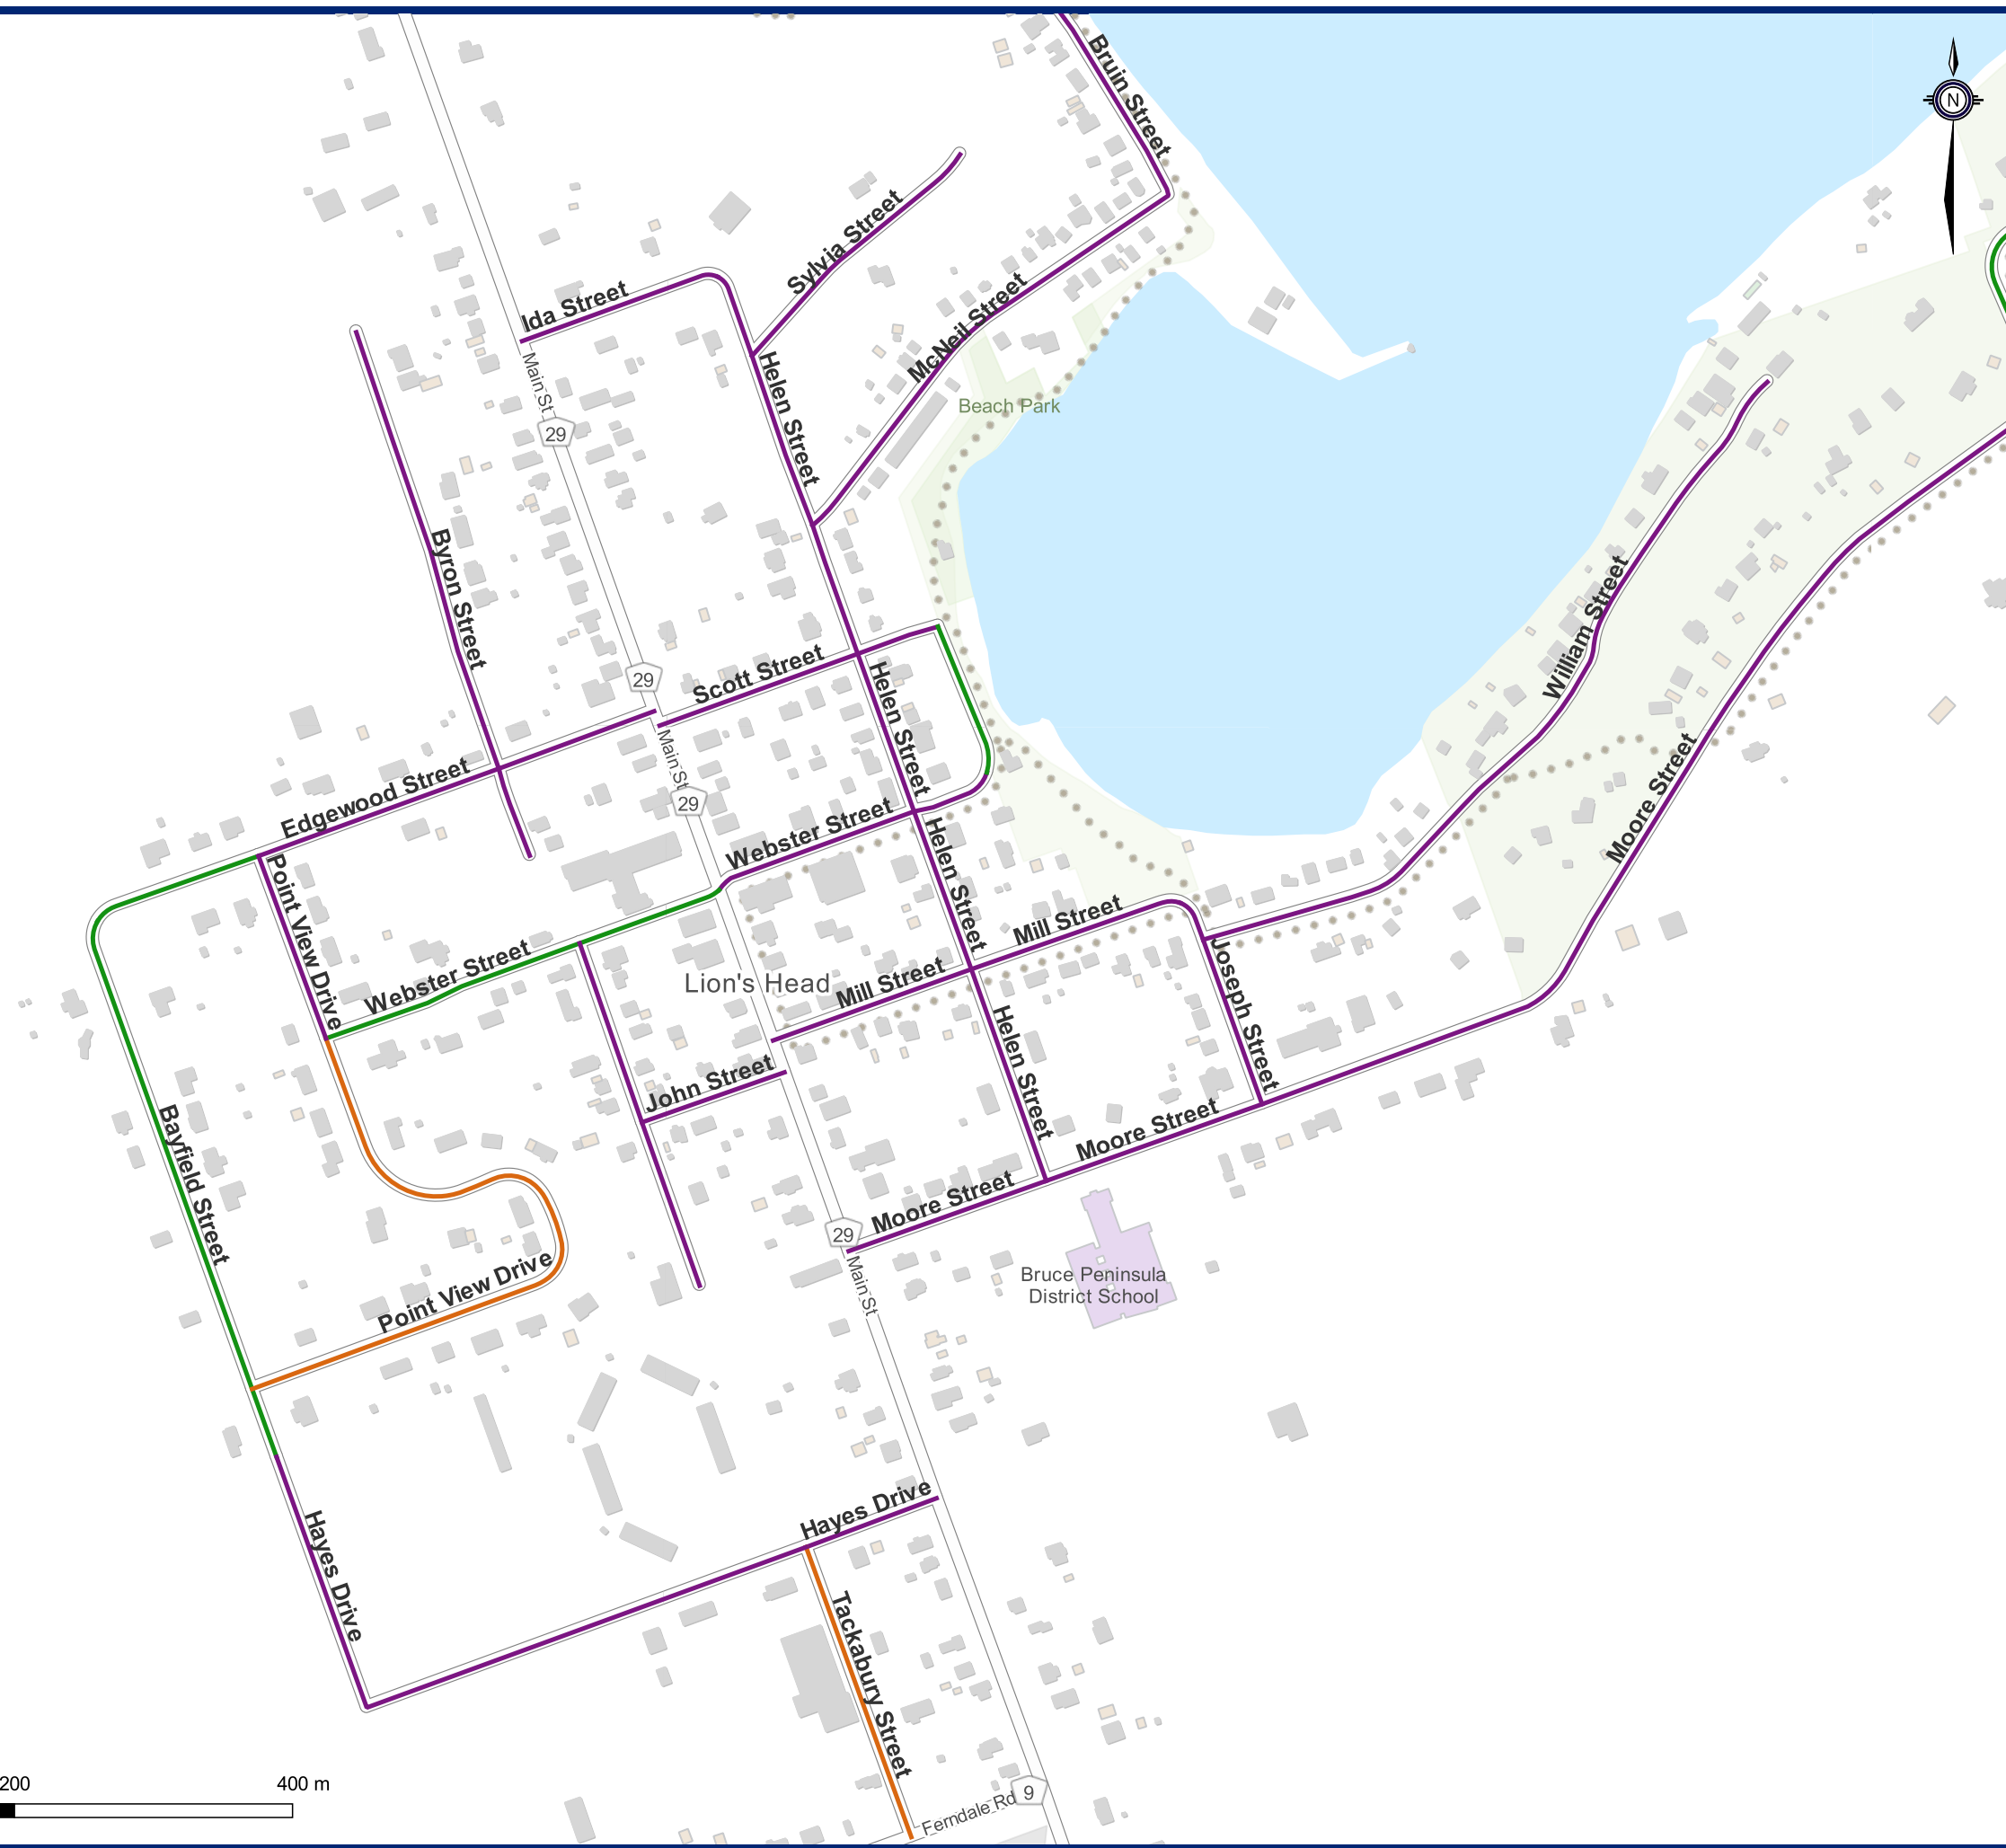 Bruin Street
N
Sylvia Street
Ida Street
McNeil Street
Main St
Helen Street
Beach Park
29
Byron Street
William Street
Scott Street
29
Helen Street
Main St
Edgewood Street
Moore Street
29
Webster Street
Point View Drive
Helen Street
Mill Street
Webster Street
Joseph Street
Lion's Head
Mill Street
Helen Street
John Street
Bayfield Street
Moore Street
Moore Street
29
Main St
Point View Drive
Bruce Peninsula
District School
Hayes Drive
Hayes Drive
Tackabury Street
200
400 m
9
Ferndale Rd